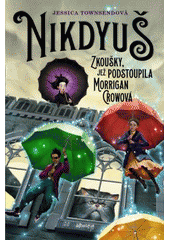 JESSICA TOWNSENDOVÁ
NIKDYUŠ
ZKOUŠKY,
JEŽ PODSTOUPILA
MORRIGAN
CROWOVÁ